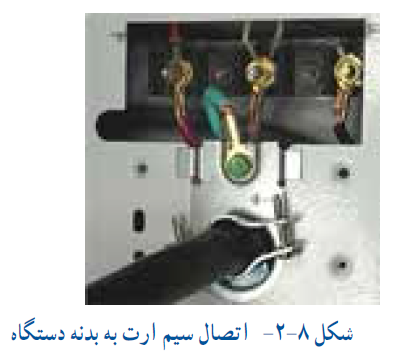 شکل ۸-۲- اتصال سیم ارت به بدنه دستگاه